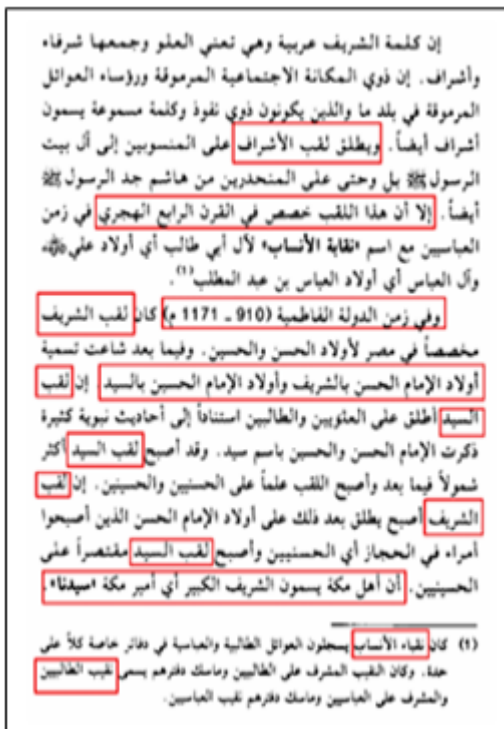 إن كلمة الشريف عربية وهي تعني العلو وجمعها شرفاء
وأشراف. إن ذوي المكانة الاجتماعية المرموقة ورؤساء العوائل
المرموقة في بلد ما والذين يكونون ذوي نفوذ وكلمة مسموعة يسمون
أشراف أيضاً. ويطلق لقب الأشراف على المنسوبين إلى آل بيت
الرسول ﷺ بل وحتى على المنحدرين من هاشم جد الرسول ﷺ
أيضاً. إلا أن هذا اللقب خصص في القرن الرابع الهجري في زمن
العباسيين مع اسم «نقابة الأنساب» لآل أبي طالب أي أولاد علي
وآل العباس أي أولاد العباس بن عبد المطلب(1).
وفي زمن الدولة الفاطمية (910 ـ 1171 م) كان لقب الشريف
مخصصاً في مصر لأولاد الحسن والحسين. وفيما بعد شاعت تسمية
أولاد الإمام الحسن بالشريف وأولاد الإمام الحسين بالسيد إن لقب
السيد أطلق على العلويين والطالبين استناداً إلى أحاديث نبوية كثيرة
ذكرت الإمام الحسن والحسين باسم سيد. وقد أصبح لقب السيد أكثر
شمولاً فيما بعد وأصبح اللقب علماً على الحسنيين والحسينين. إن لقب
الشريف أصبح يطلق بعد ذلك على أولاد الإمام الحسن الذين أصبحوا
أمراء في الحجاز أي الحسنيين وأصبح لقب السيد مقتصراً على
الحسينيين. أن أهل مكة يسمون الشريف الكبير أي أمير مكة «سيدنا».
(1) كان نقباء الأنساب يسجلون العوائل الطالبية والعباسية في دفاتر خاصة كلاً على
حدة. وكان النقيب المشرف على الطالبيين وماسك دفترهم يسمى نقيب الطالبيين
والمشرف على العباسيين وماسك دفترهم نقيب العباسيين.